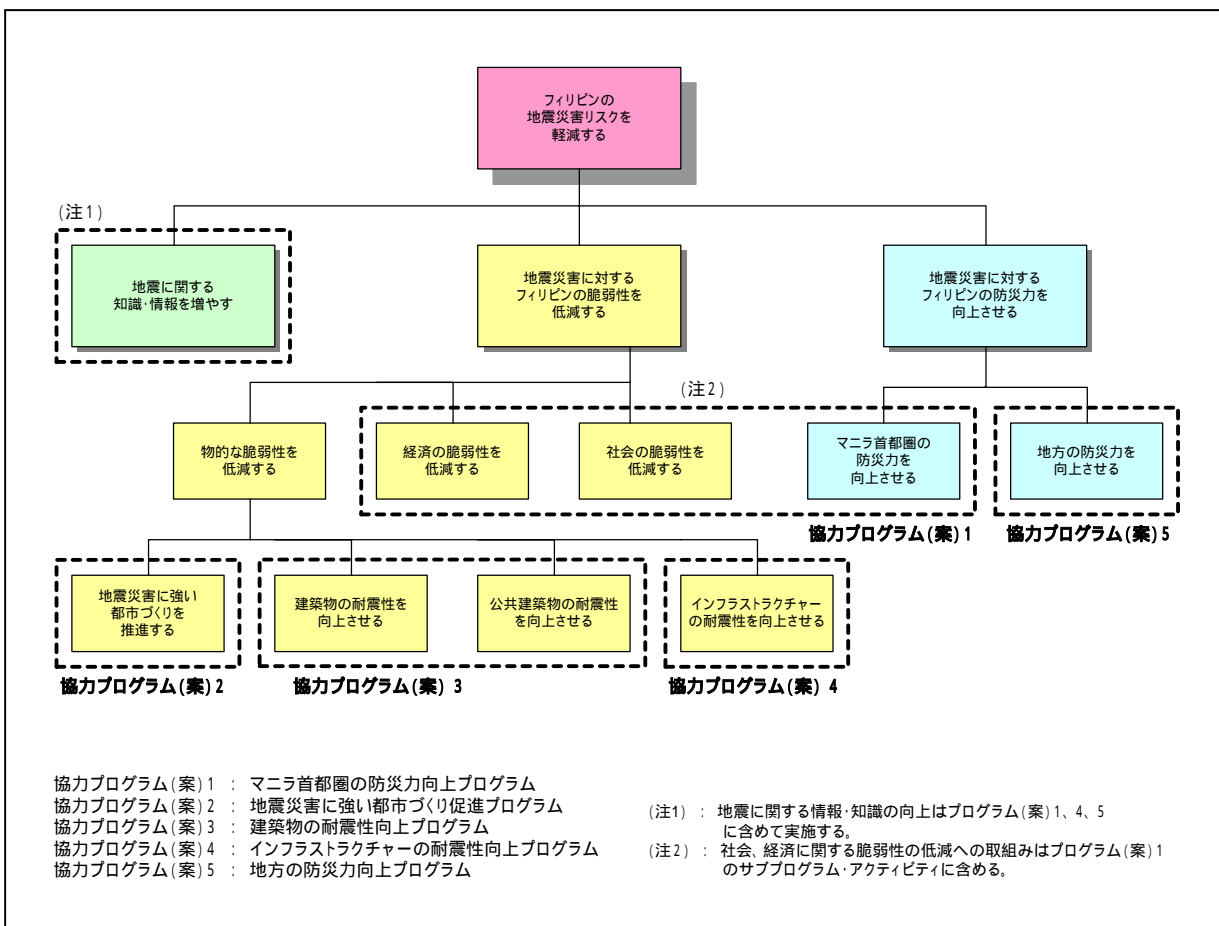 フィリピンの
地震災害リスクを
軽減する
(注1)
地震に関する
知識・情報を増やす
地震災害に対する
フィリピンの脆弱性を
低減する
地震災害に対する
フィリピンの防災力を
向上させる
(注2)
物的な脆弱性を
低減する
経済の脆弱性を
低減する
社会の脆弱性を
低減する
マニラ首都圏の
防災力を
向上させる
地方の防災力を
向上させる
協力プログラム(案)1
協力プログラム(案)5
地震災害に強い
都市づくりを
推進する
建築物の耐震性を
向上させる
公共建築物の耐震性
を向上させる
インフラストラクチャー
の耐震性を向上させる
協力プログラム(案)2
協力プログラム(案) 3
協力プログラム(案) 4
協力プログラム(案)1 : マニラ首都圏の防災力向上プログラム
協力プログラム(案)2 : 地震災害に強い都市づくり促進プログラム
協力プログラム(案)3 : 建築物の耐震性向上プログラム
協力プログラム(案)4 : インフラストラクチャーの耐震性向上プログラム
協力プログラム(案)5 : 地方の防災力向上プログラム
(注1) : 地震に関する情報・知識の向上はプログラム(案)1、4、5
に含めて実施する。
(注2) : 社会、経済に関する脆弱性の低減への取組みはプログラム(案)1
のサブプログラム・アクティビティに含める。